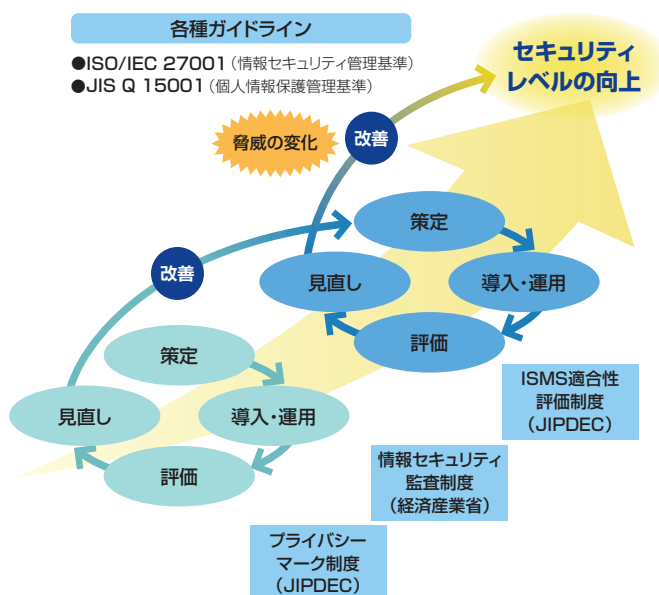 各種ガイドライン
●ISO/IEC 27001(情報セキュリティ管理基準)
●JIS Q 15001(個人情報保護管理基準)
セキュリティ
レベルの向上
脅威の変化
改善
策定
見直し
導入・運用
評価
改善
策定
見直し
導入・運用
評価
ISMS適合性
評価制度
(JIPDEC)
情報セキュリティ
監査制度
(経済産業省)
プライバシー
マーク制度
(JIPDEC)